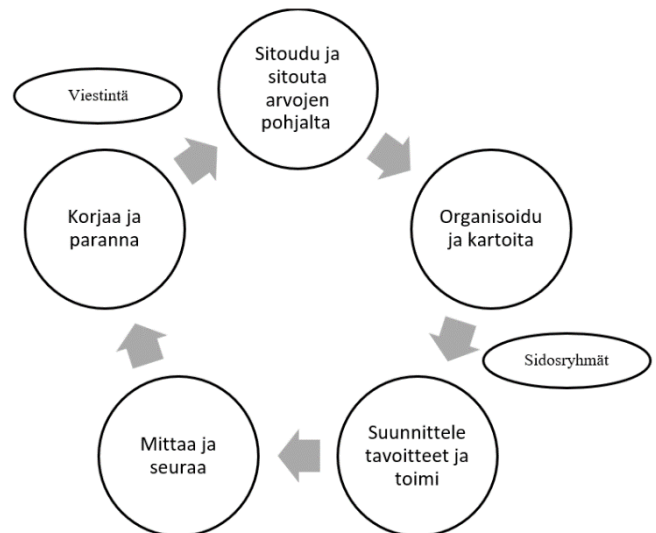 Sitoudu ja
sitouta
arvojen
pohjalta
Viestintä
Korjaa ja
paranna
Organisoidu
ja kartoita
Sidosryhmät
Mittaa ja
seuraa
Suunnittele
tavoitteet ja
toimi